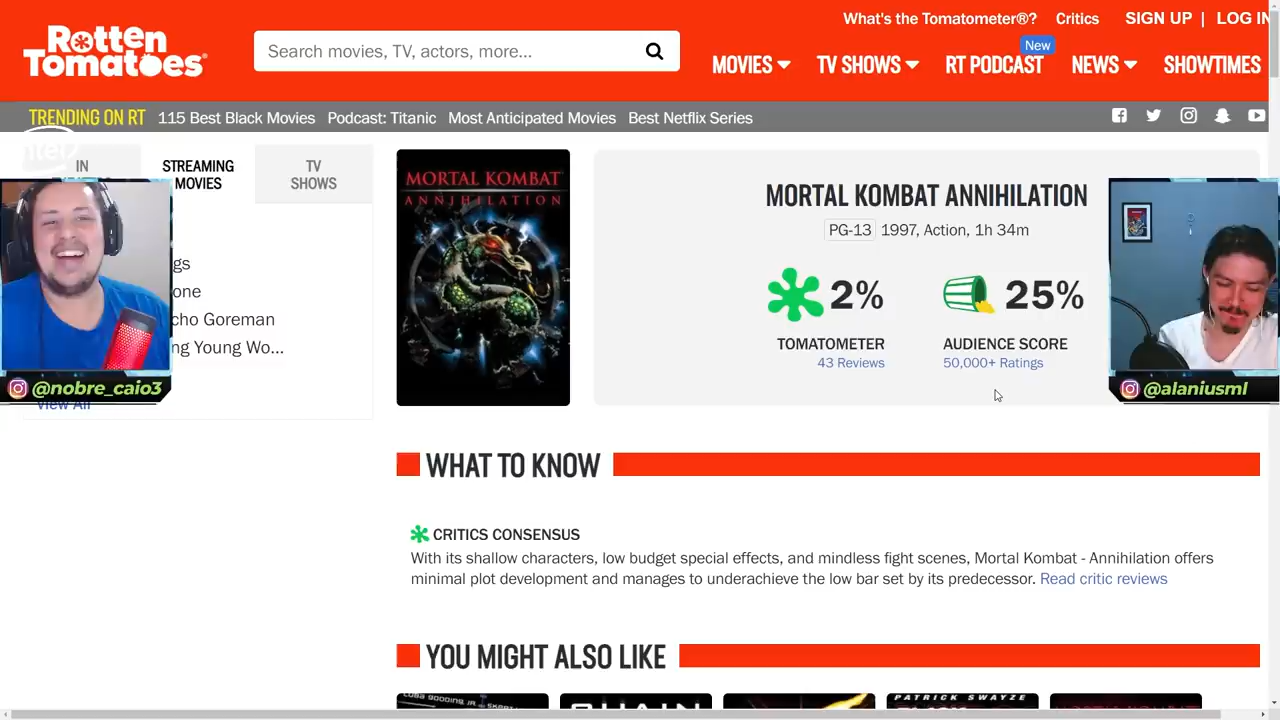 What's the Tomatometer®? Critics SIGN UP | LOG IN
Rotten
Tomatoes
Search movies, TV, actors, more...
New
MOVIES TV SHOWS RT PODCAST NEWS SHOWTIMES
TRENDING ON RT 115 Best Black Movies Podcast: Titanic Most Anticipated Movies Best Netflix Series
intel
IN
STREAMING
MOVIES
TV
SHOWS
gs
one
cho Goreman
ng Young Wo...
View All
@nobre_caio3
MORTAL KOMBAT
ANNIHILATION
MORTAL KOMBAT ANNIHILATION
PG-13 1997, Action, 1h 34m
2% 25%
TOMATOMETER AUDIENCE SCORE
43 Reviews 50,000+ Ratings
@alaniusml
WHAT TO KNOW
CRITICS CONSENSUS
With its shallow characters, low budget special effects, and mindless fight scenes, Mortal Kombat - Annihilation offers
minimal plot development and manages to underachieve the low bar set by its predecessor. Read critic reviews
YOU MIGHT ALSO LIKE
CUBA GOODING JR.
CHAIN
PATRICK SWAYZE